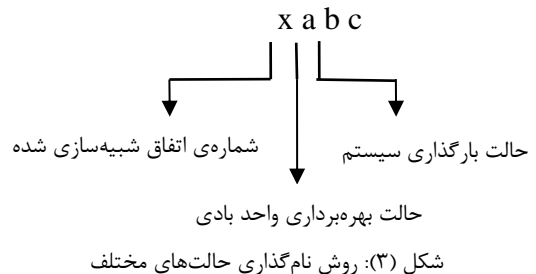 x a b c
حالت بارگذاری سیستم
شماره‌ی اتفاق شبیه‌سازی شده
حالت بهره‌برداری واحد بادی
شکل (۳): روش نام‌گذاری حالت‌های مختلف